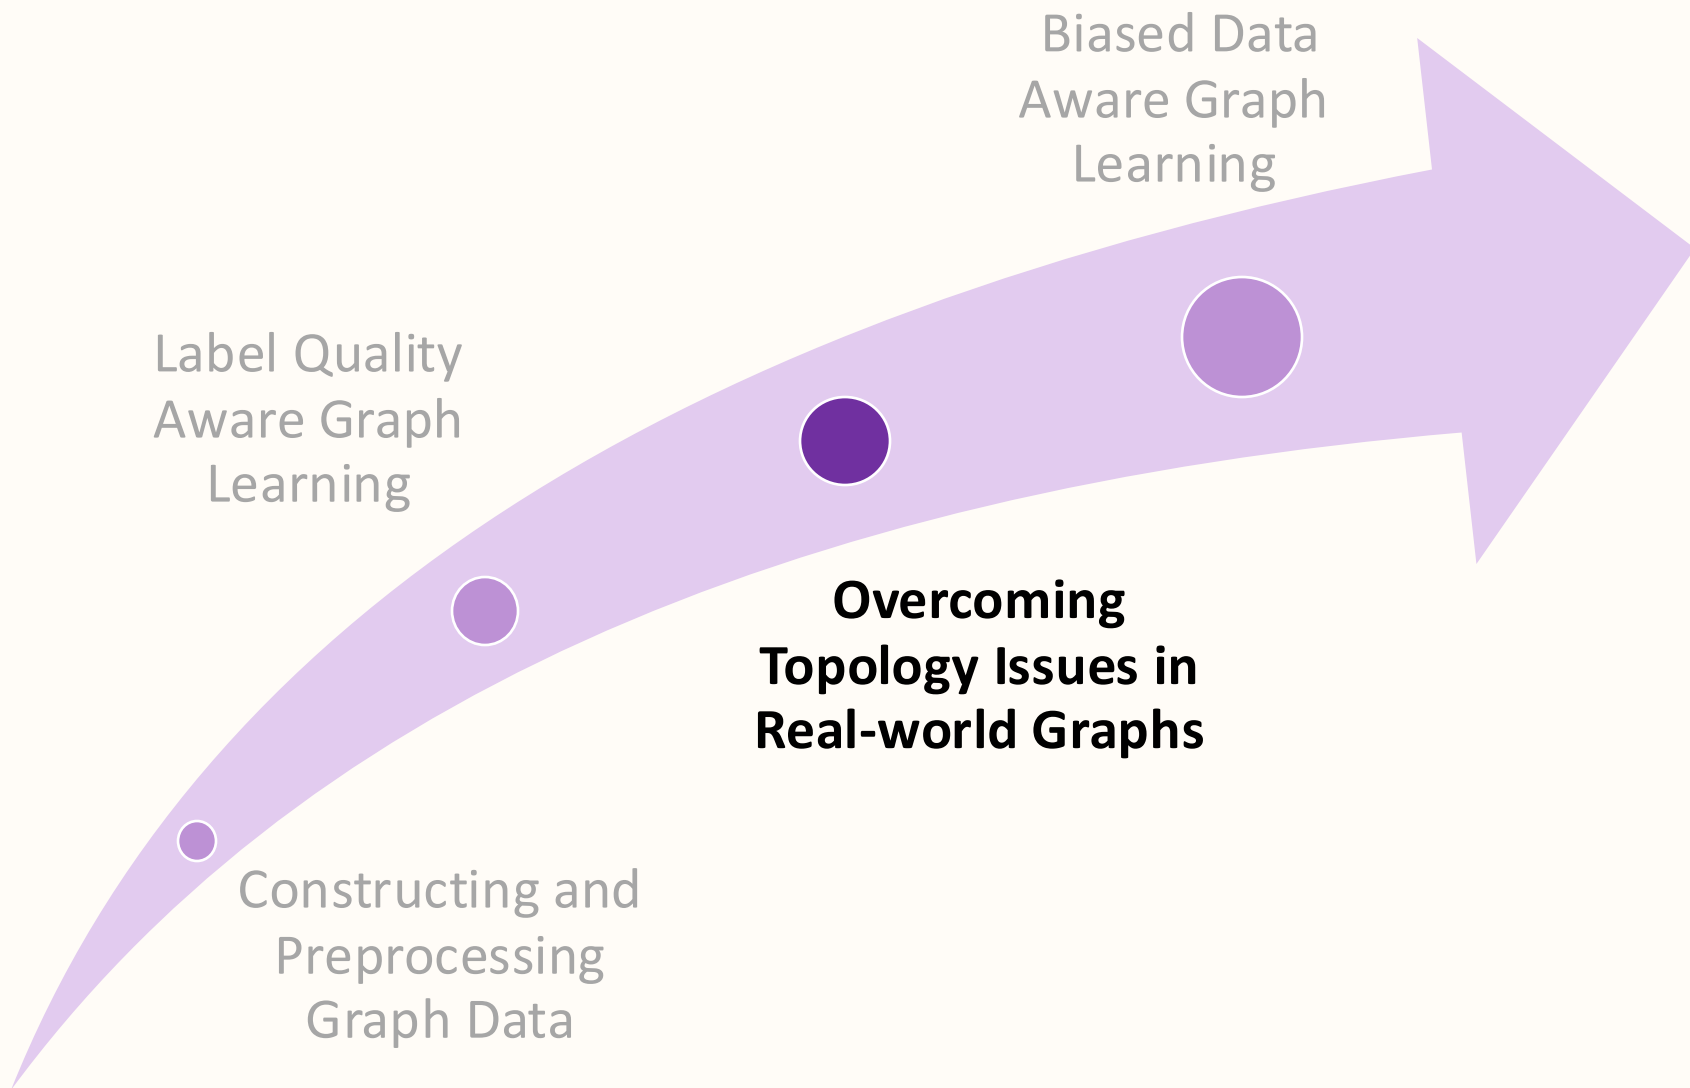 Biased Data
Aware Graph
Learning
Label Quality
Aware Graph
Learning
Overcoming
Topology Issues in
Real-world Graphs
Constructing and
Preprocessing
Graph Data